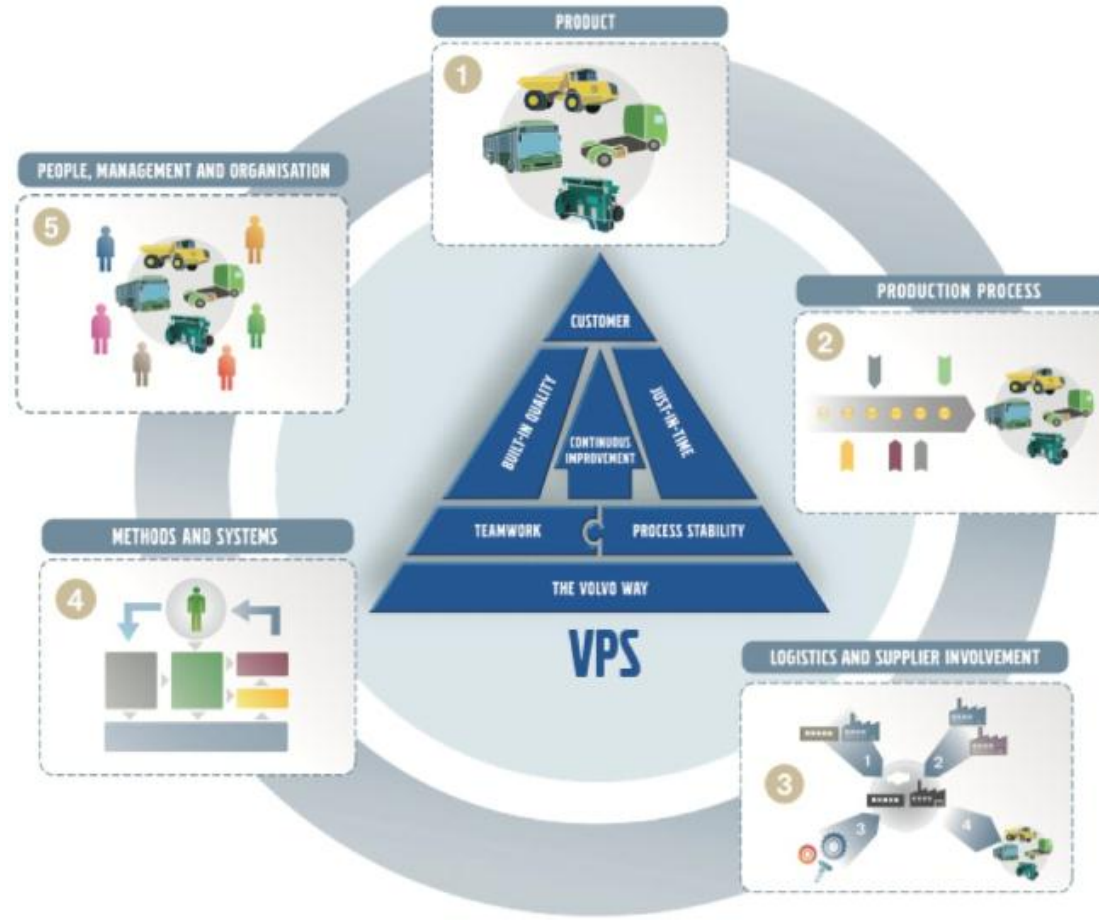 PRODUCT
1
PEOPLE, MANAGEMENT AND ORGANISATION
5
PRODUCTION PROCESS
2
CUSTOMER
BUILT-IN QUALITY
CONTINUOUS
IMPROVEMENT
JUST-IN-TIME
TEAMWORK
PROCESS STABILITY
THE VOLVO WAY
VPS
METHODS AND SYSTEMS
4
LOGISTICS AND SUPPLIER INVOLVEMENT
3
1
2
3
4